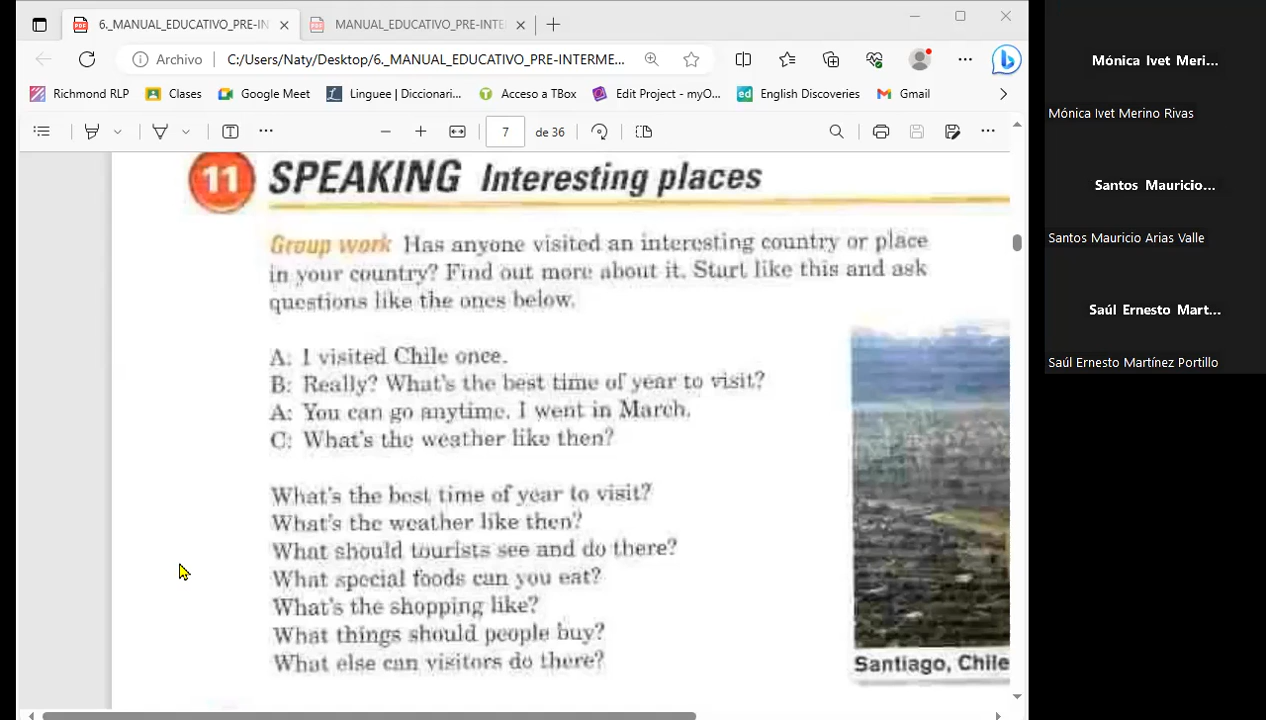 6._MANUAL_EDUCATIVO_PRE-IN
MANUAL_EDUCATIVO_PRE-INTE
Archivo
C:/Users/Naty/Desktop/6._MANUAL_EDUCATIVO_PRE-INTERME...
Richmond RLP
Clases
Google Meet
Linguee | Diccionari...
Acceso a TBox
Edit Project - myO...
English Discoveries
Gmail
7 de 36
11 SPEAKING Interesting places
Group work Has anyone visited an interesting country or place
in your country? Find out more about it. Start like this and ask
questions like the ones below.
A: I visited Chile once.
B: Really? What's the best time of year to visit?
A: You can go anytime. I went in March.
C: What's the weather like then?
What's the best time of year to visit?
What's the weather like then?
What should tourists see and do there?
What special foods can you eat?
What's the shopping like?
What things should people buy?
What else can visitors do there?
Santiago, Chile
Mónica Ivet Meri...
Mónica Ivet Merino Rivas
Santos Mauricio...
Santos Mauricio Arias Valle
Saúl Ernesto Mart...
Saúl Ernesto Martínez Portillo